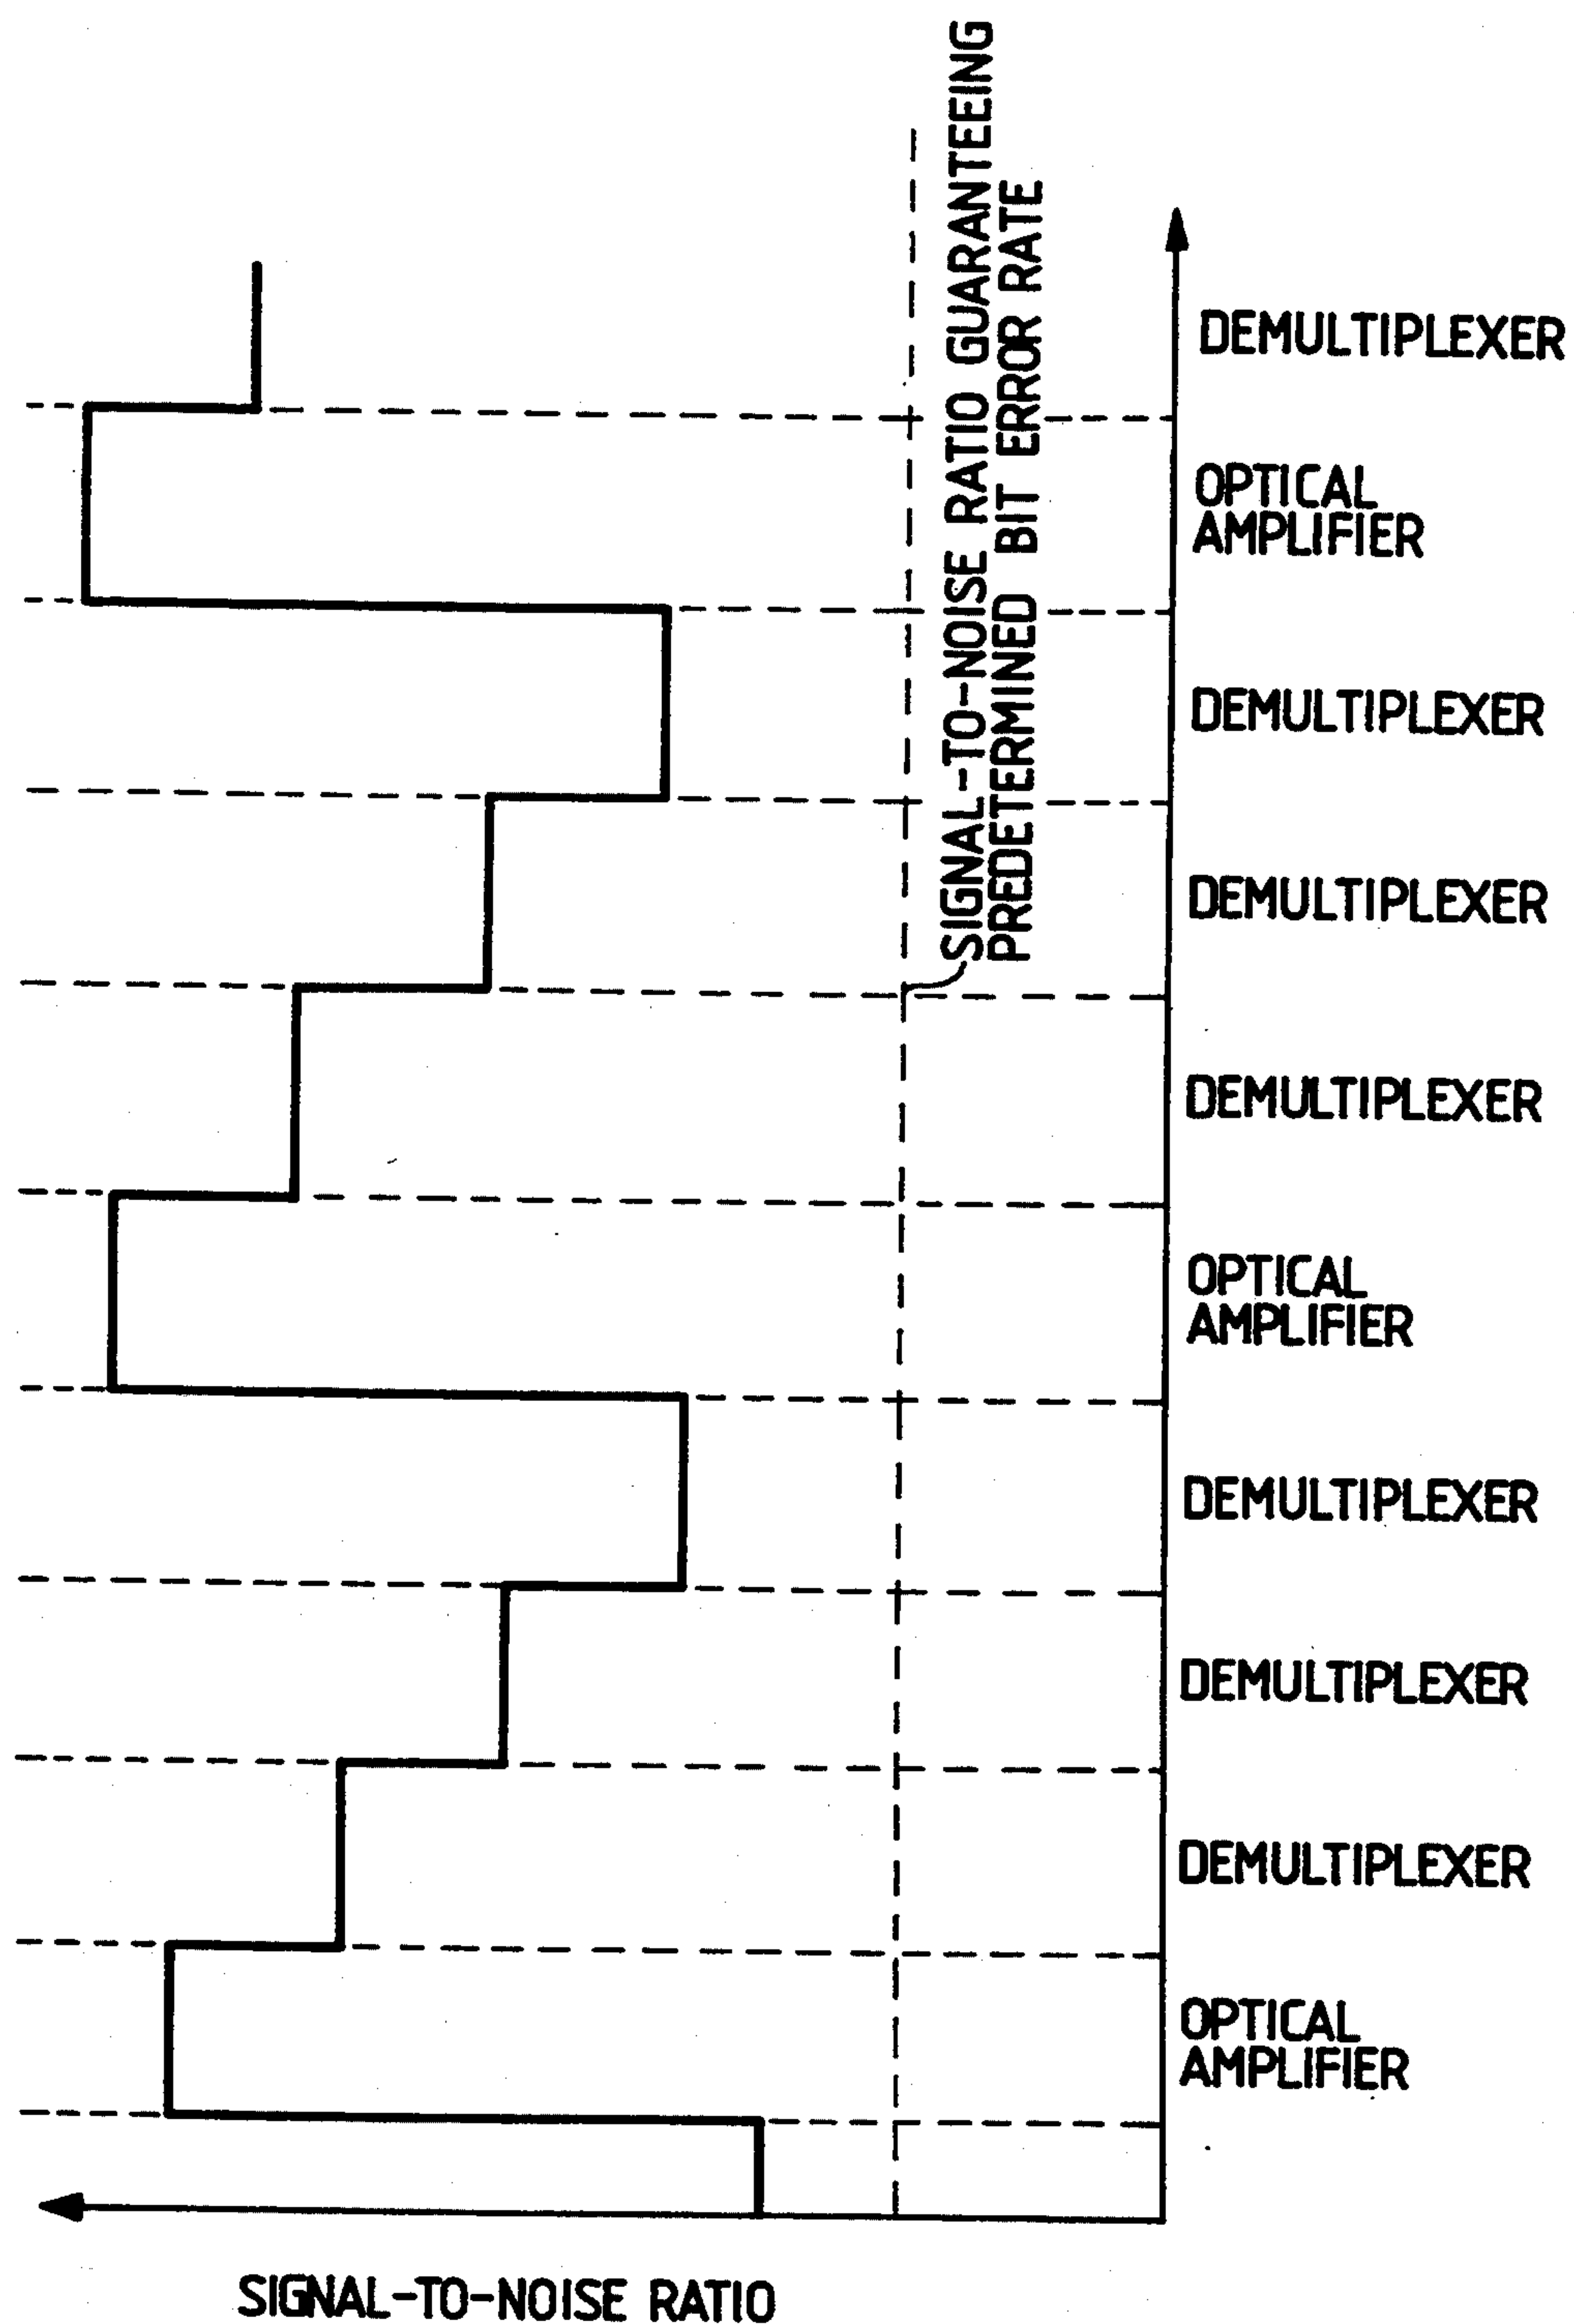 SIGNAL-TO-NOISE RATIO GUARANTEEING
PREDETERMINED BIT ERROR RATE
DEMULTIPLEXER
OPTICAL
AMPLIFIER
DEMULTIPLEXER
DEMULTIPLEXER
DEMULTIPLEXER
OPTICAL
AMPLIFIER
DEMULTIPLEXER
DEMULTIPLEXER
DEMULTIPLEXER
OPTICAL
AMPLIFIER
SIGNAL-TO-NOISE RATIO